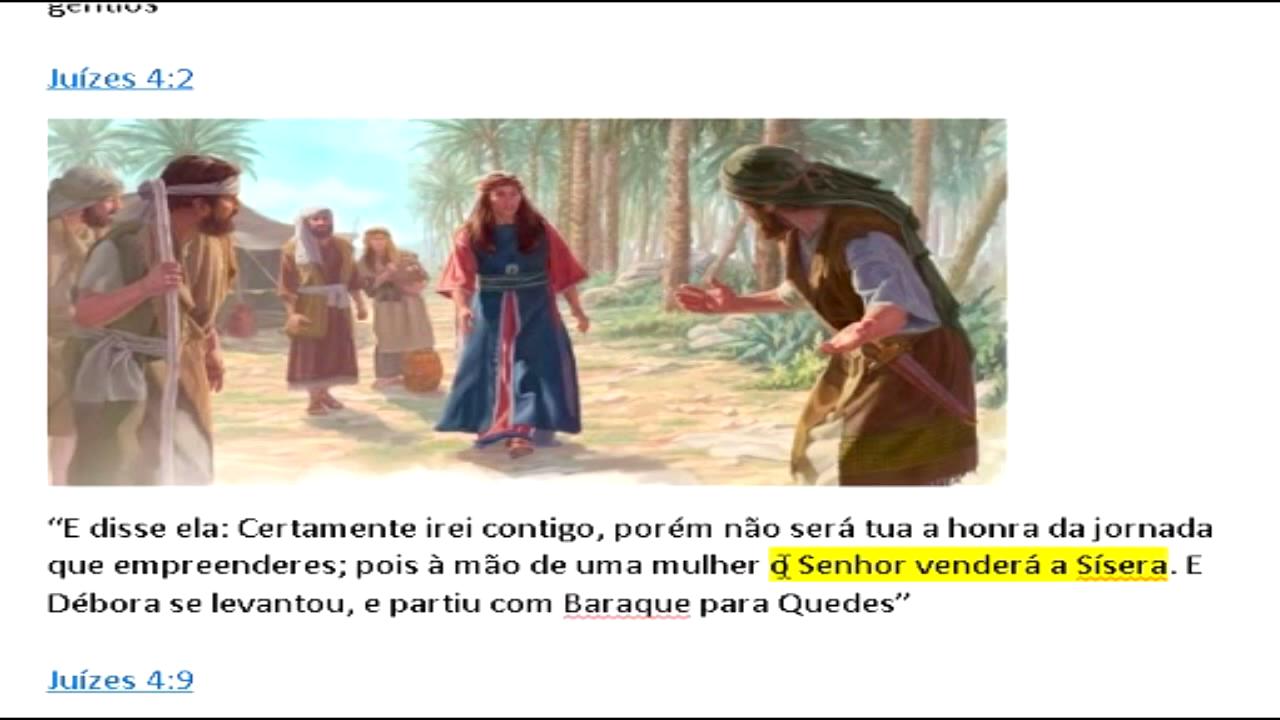 gentios
Juízes 4:2
“E disse ela: Certamente irei contigo, porém não será tua a honra da jornada
que empreenderes; pois à mão de uma mulher o Senhor venderá a Sísera. E
Débora se levantou, e partiu com Baraque para Quedes”
Juízes 4:9